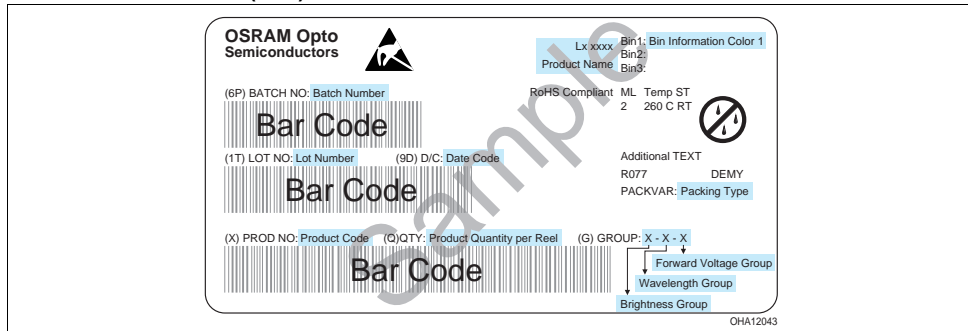 OSRAM Opto
Semiconductors
Lx xxxx
Product Name
Bin1: Bin Information Color 1
Bin2:
Bin3:
(6P) BATCH NO: Batch Number
Bar Code
RoHS Compliant
ML Temp ST
2 260 C RT
(1T) LOT NO: Lot Number (9D) D/C: Date Code
Bar Code
Additional TEXT
R077 DEMY
PACKVAR: Packing Type
(X) PROD NO: Product Code (Q)QTY: Product Quantity per Reel (G) GROUP: X - X - X
Bar Code
Forward Voltage Group
Wavelength Group
Brightness Group
Sample
OHA12043